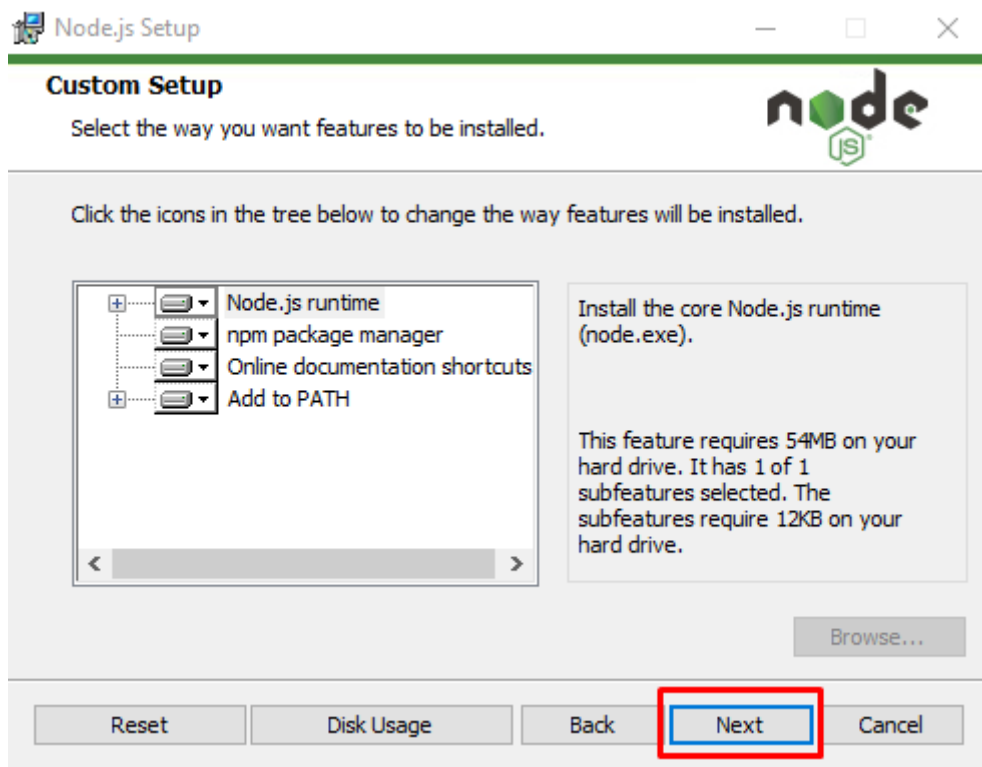 Node.js Setup
Custom Setup
Select the way you want features to be installed.
node
JS
Click the icons in the tree below to change the way features will be installed.
Node.js runtime
npm package manager
Online documentation shortcuts
Add to PATH
Install the core Node.js runtime
(node.exe).
This feature requires 54MB on your
hard drive. It has 1 of 1
subfeatures selected. The
subfeatures require 12KB on your
hard drive.
Browse...
Reset
Disk Usage
Back
Next
Cancel